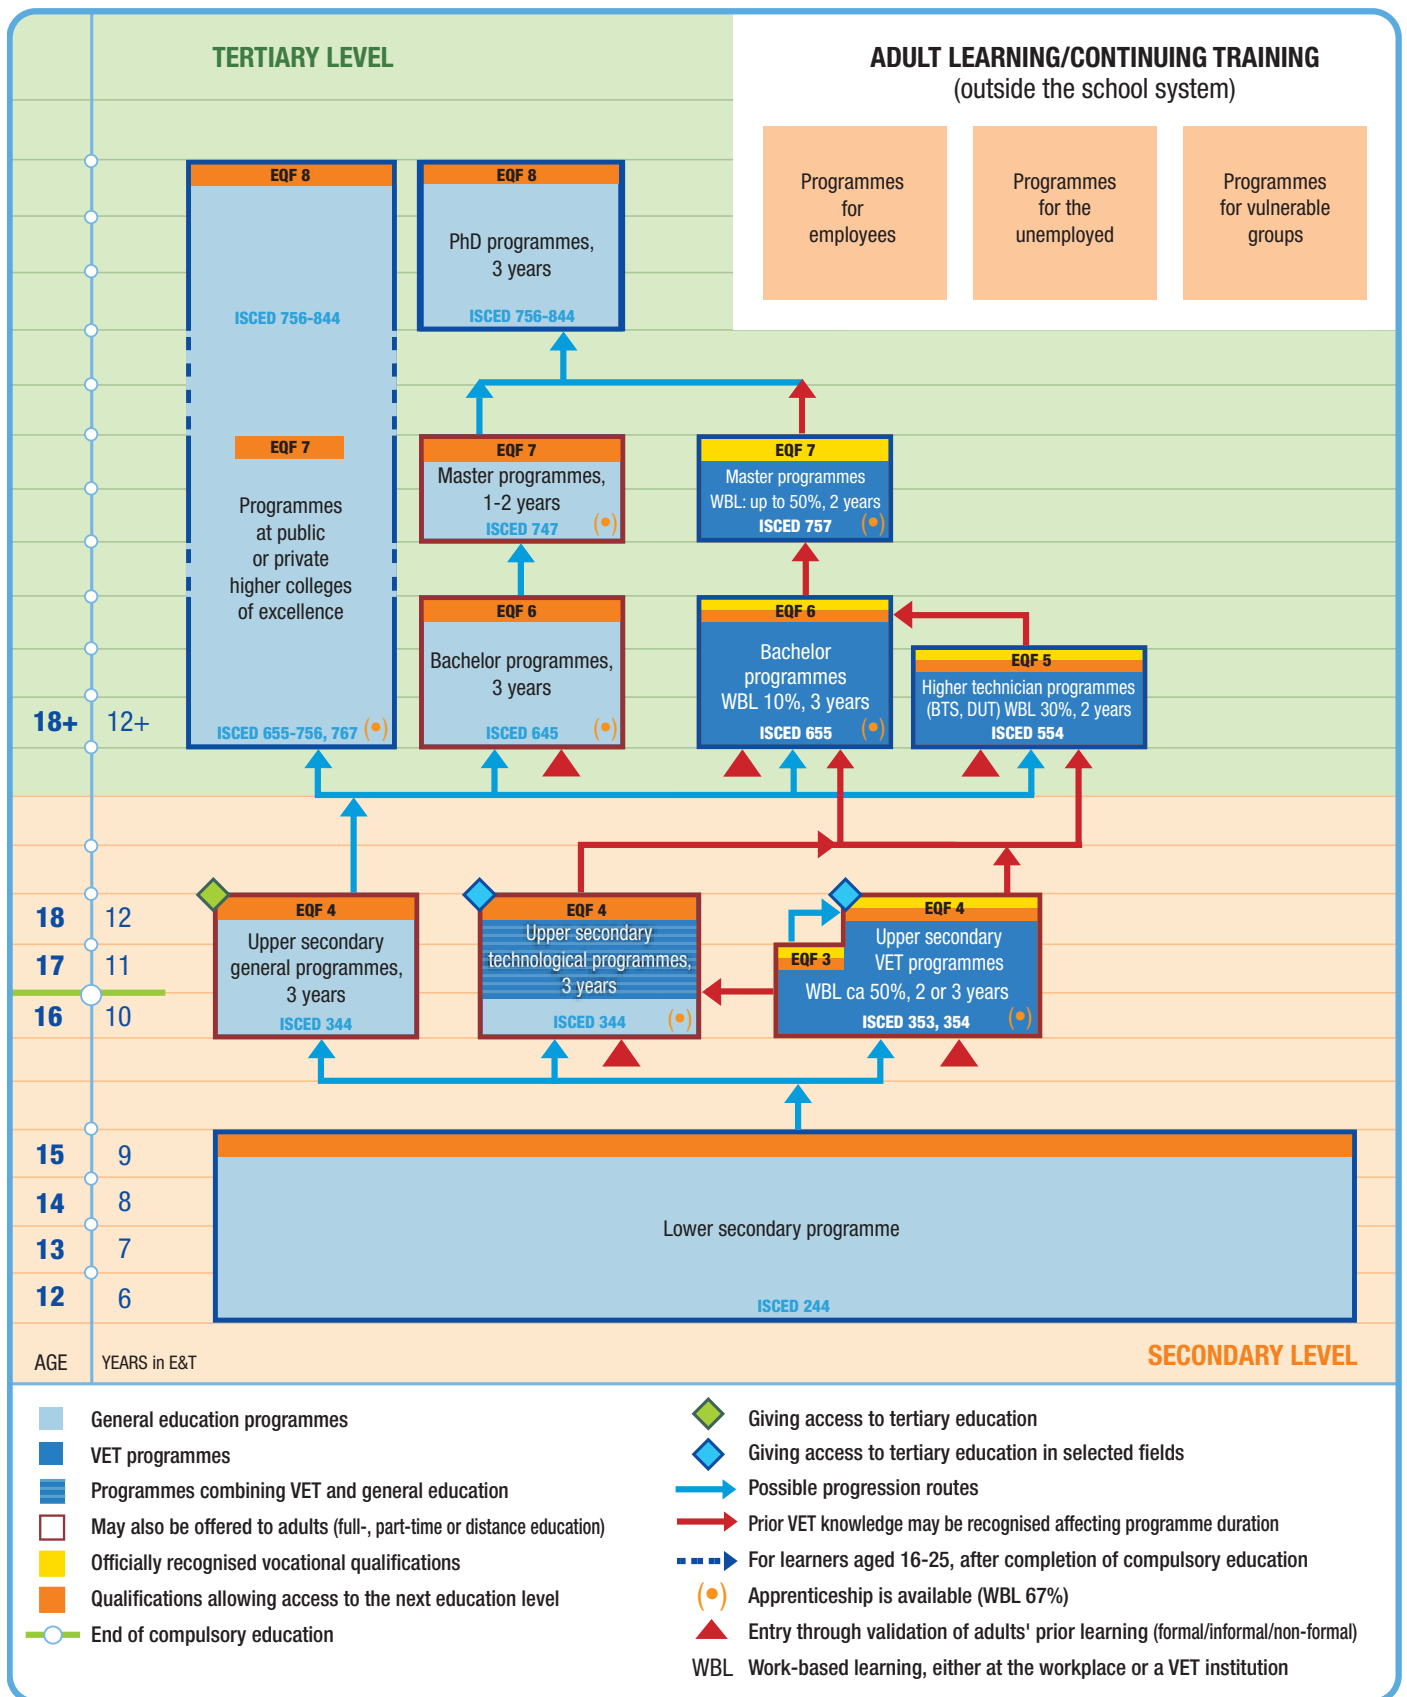 TERTIARY LEVEL
ADULT LEARNING/CONTINUING TRAINING
(outside the school system)
Programmes
for
employees
Programmes
for the
unemployed
Programmes
for vulnerable
groups
EQF 8
ISCED 756-844
EQF 7
Programmes
at public
or private
higher colleges
of excellence
ISCED 655-756, 767
EQF 8
PhD programmes,
3 years
ISCED 756-844
EQF 7
Master programmes,
1-2 years
ISCED 747
EQF 7
Master programmes
WBL: up to 50%, 2 years
ISCED 757
EQF 6
Bachelor programmes,
3 years
ISCED 645
EQF 6
Bachelor
programmes
WBL 10%, 3 years
ISCED 655
EQF 5
Higher technician programmes
(BTS, DUT) WBL 30%, 2 years
ISCED 554
18+ 12+
EQF 4
Upper secondary
general programmes,
3 years
ISCED 344
EQF 4
Upper secondary
technological programmes,
3 years
ISCED 344
EQF 3
EQF 4
Upper secondary
VET programmes
WBL ca 50%, 2 or 3 years
ISCED 353, 354
18 12
17 11
16 10
15 9
14 8
13 7
12 6
Lower secondary programme
ISCED 244
AGE YEARS in E&T
SECONDARY LEVEL
General education programmes
VET programmes
Programmes combining VET and general education
May also be offered to adults (full-, part-time or distance education)
Officially recognised vocational qualifications
Qualifications allowing access to the next education level
End of compulsory education
Giving access to tertiary education
Giving access to tertiary education in selected fields
Possible progression routes
Prior VET knowledge may be recognised affecting programme duration
For learners aged 16-25, after completion of compulsory education
Apprenticeship is available (WBL 67%)
Entry through validation of adults' prior learning (formal/informal/non-formal)
WBL Work-based learning, either at the workplace or a VET institution